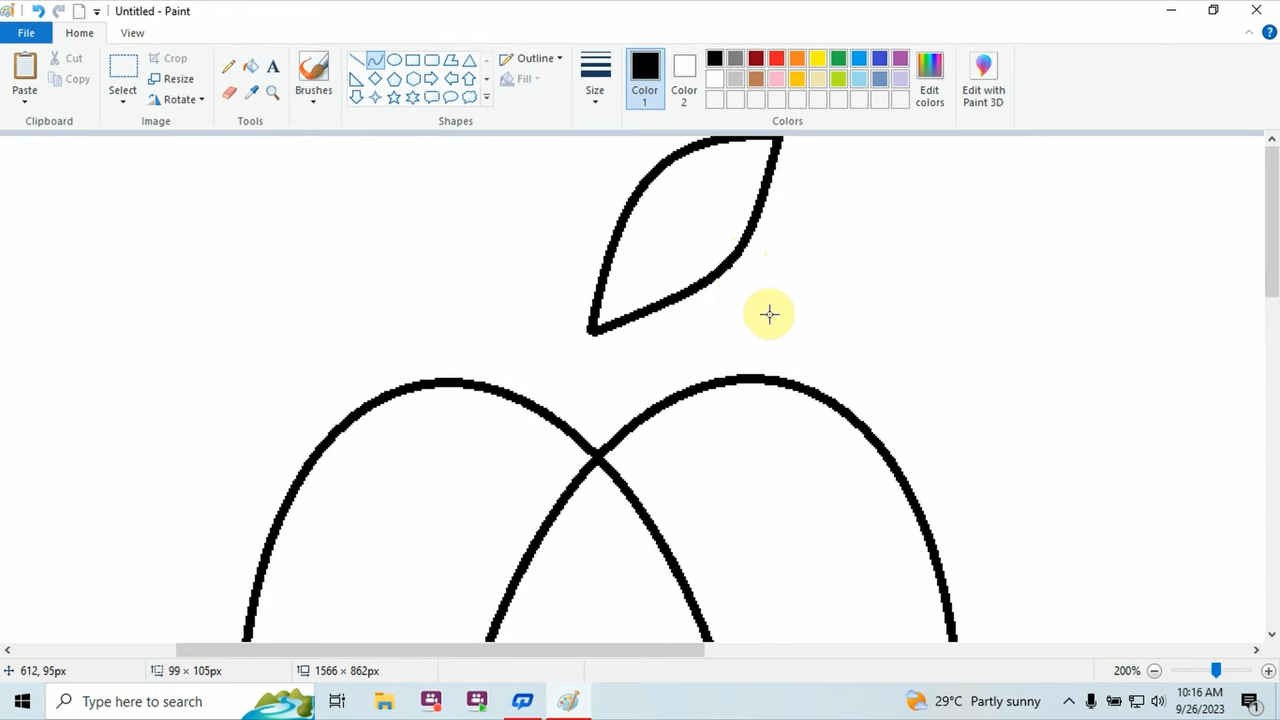 Untitled - Paint
File Home View
Paste
Cut
Copy
Clipboard
Select
Crop
Resize
Rotate
Image
A
Tools
Brushes
Outline
Fill
Shapes
Size
Color 1
Color 2
Edit colors
Colors
Edit with Paint 3D
612, 95px 99 × 105px 1566 × 862px 200%
Type here to search 29°C Partly sunny 10:16 AM
9/26/2023 1